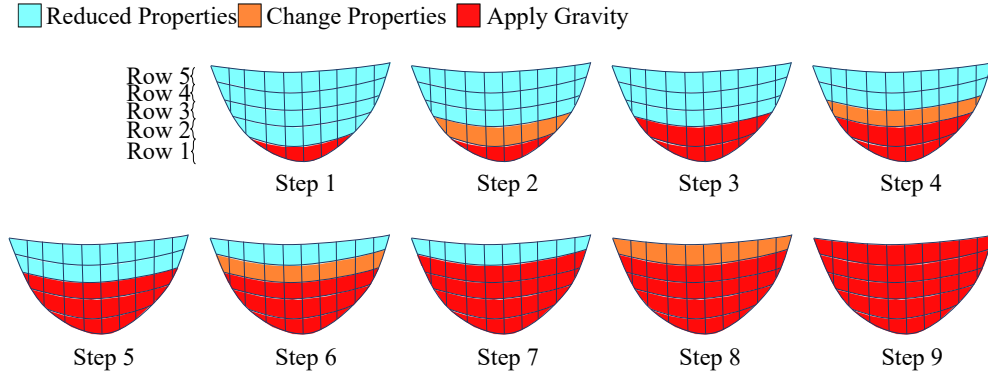 Reduced Properties Change Properties Apply Gravity
Row 5{
Row 4{
Row 3{
Row 2{
Row 1{
Step 1 Step 2 Step 3 Step 4
Step 5 Step 6 Step 7 Step 8 Step 9